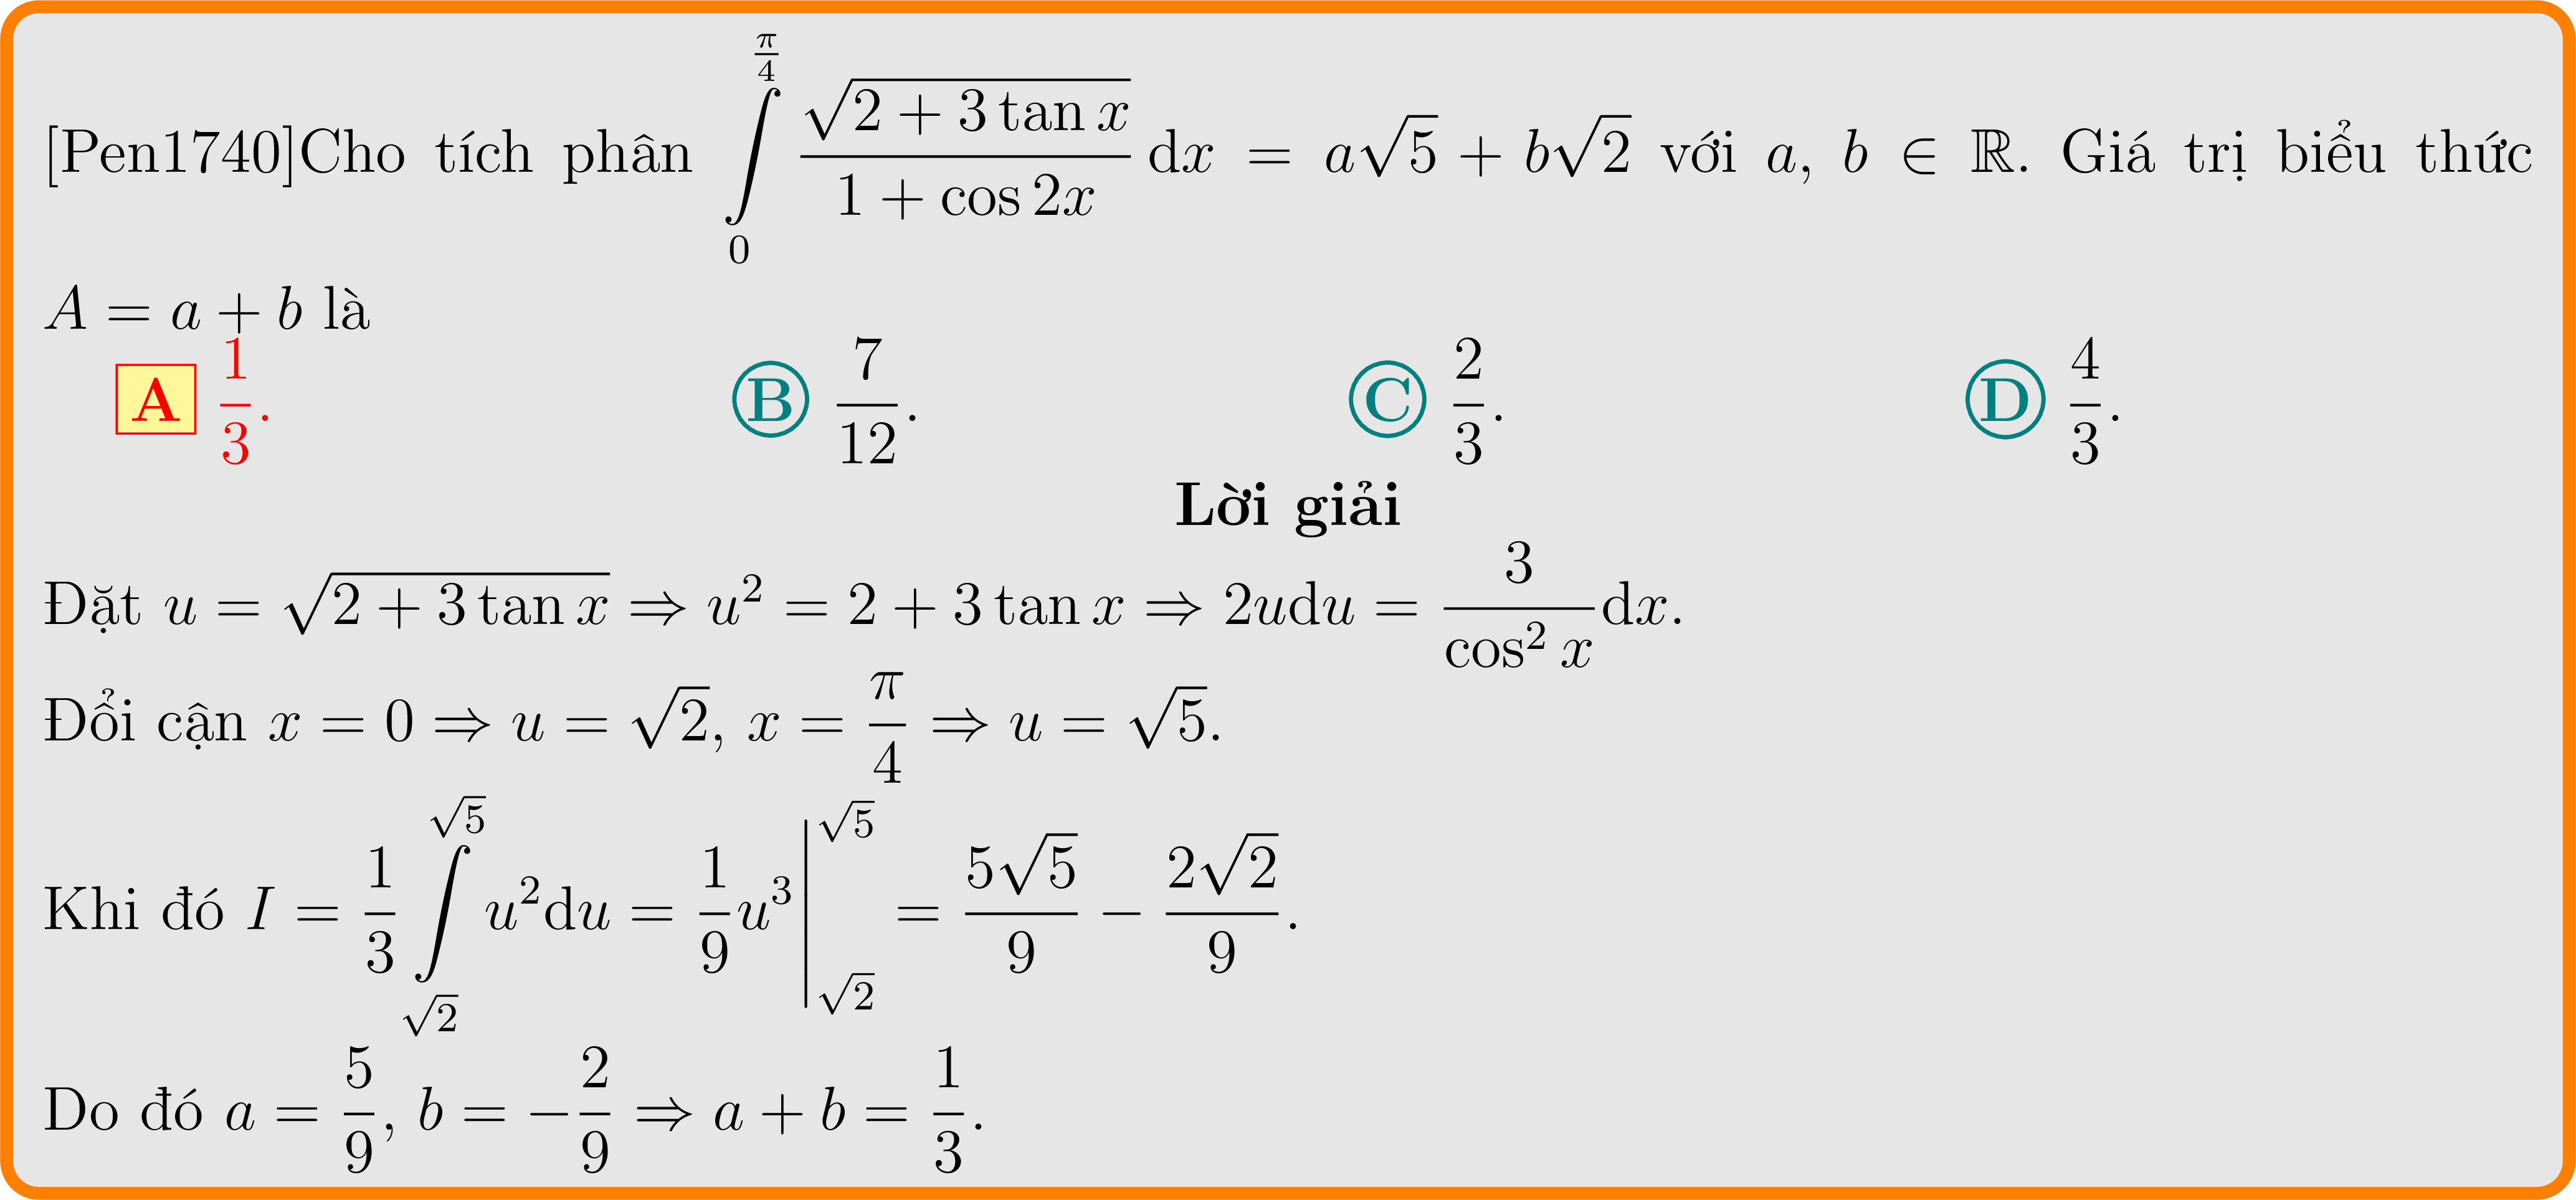 [Pen1740]Cho tích phân $\int\limits_0^{\frac{\pi}{4}} \frac{\sqrt{2 + 3\tan x}}{1 + \cos 2x}\,\mathrm{d}x = a\sqrt{5} + b\sqrt{2}$ với $a, b \in \mathbb{R}$. Giá trị biểu thức
$A = a + b$ là
A $\frac{1}{3}$. B $\frac{7}{12}$. C $\frac{2}{3}$. D $\frac{4}{3}$.
Lời giải
Đặt $u = \sqrt{2 + 3\tan x} \Rightarrow u^2 = 2 + 3\tan x \Rightarrow 2u\mathrm{d}u = \frac{3}{\cos^2 x}\mathrm{d}x$.
Đổi cận $x = 0 \Rightarrow u = \sqrt{2}$, $x = \frac{\pi}{4} \Rightarrow u = \sqrt{5}$.
Khi đó $I = \frac{1}{3}\int\limits_{\sqrt{2}}^{\sqrt{5}} u^2\mathrm{d}u = \frac{1}{9}u^3\Big|_{\sqrt{2}}^{\sqrt{5}} = \frac{5\sqrt{5}}{9} - \frac{2\sqrt{2}}{9}$.
Do đó $a = \frac{5}{9}$, $b = -\frac{2}{9} \Rightarrow a + b = \frac{1}{3}$.